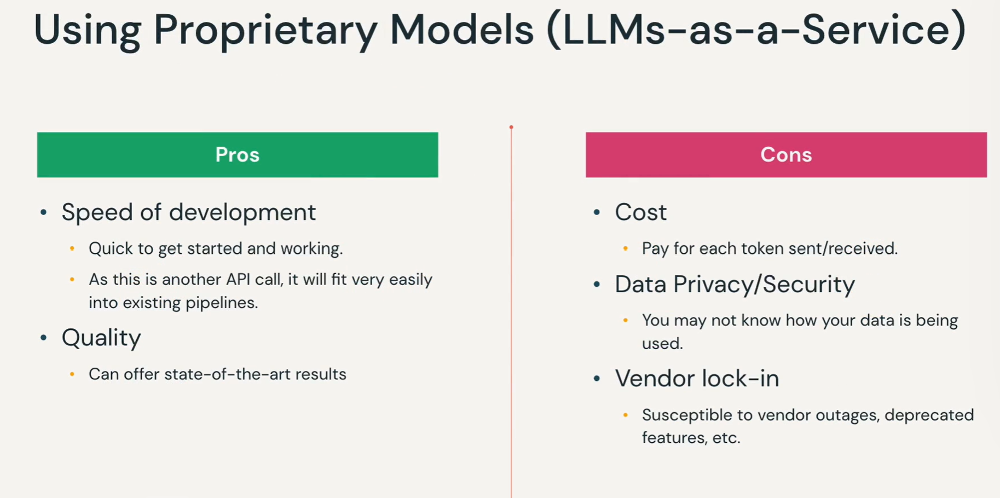 Using Proprietary Models (LLMs-as-a-Service)
Pros
• Speed of development
• Quick to get started and working.
• As this is another API call, it will fit very easily
into existing pipelines.
• Quality
• Can offer state-of-the-art results
Cons
• Cost
• Pay for each token sent/received.
• Data Privacy/Security
• You may not know how your data is being
used.
• Vendor lock-in
• Susceptible to vendor outages, deprecated
features, etc.